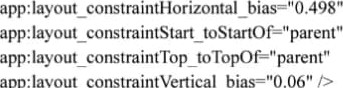 app:layout_constraintHorizontal_bias="0.498"
app:layout_constraintStart_toStartOf="parent"
app:layout_constraintTop_toTopOf="parent"
app:layout_constraintVertical_bias="0.06" />